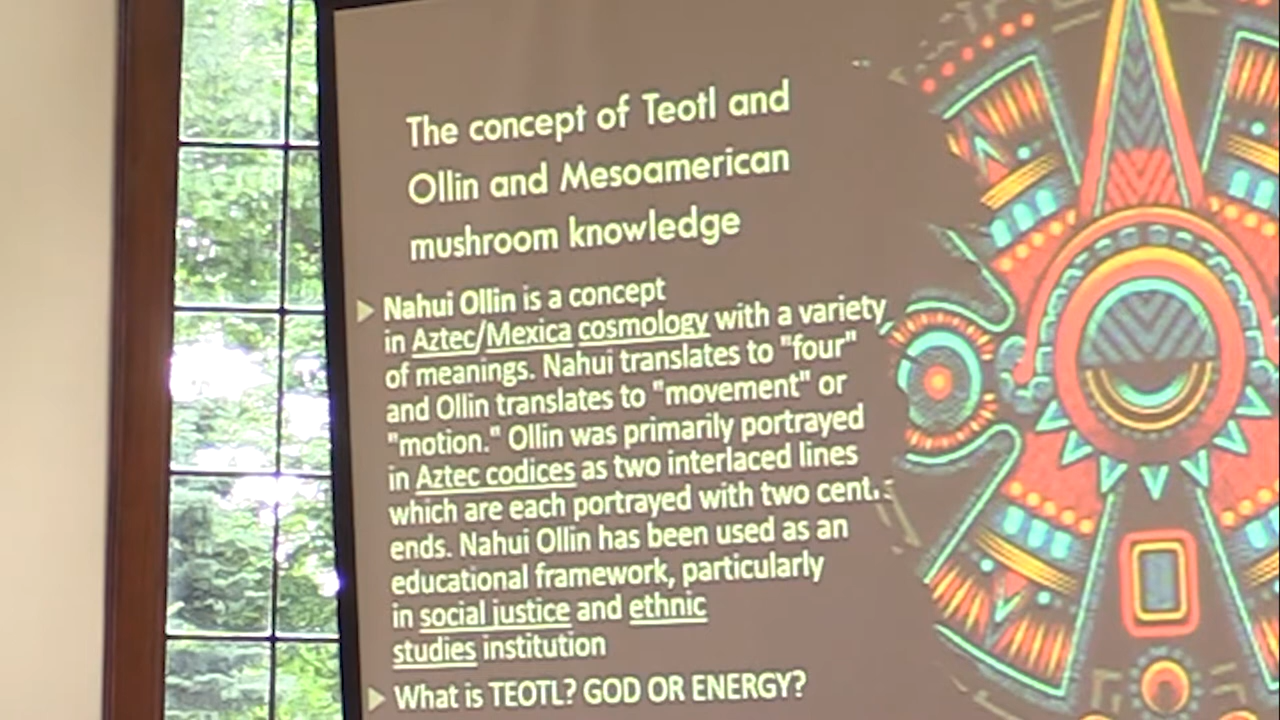 The concept of Teotl and
Ollin and Mesoamerican
mushroom knowledge
Nahui Ollin is a concept
in Aztec/Mexica cosmology with a variety
of meanings. Nahui translates to "four"
and Ollin translates to "movement" or
"motion." Ollin was primarily portrayed
in Aztec codices as two interlaced lines
which are each portrayed with two
ends. Nahui Ollin has been used as an
educational framework, particularly
in social justice and ethnic
studies institution
What is TEOTL? GOD OR ENERGY?